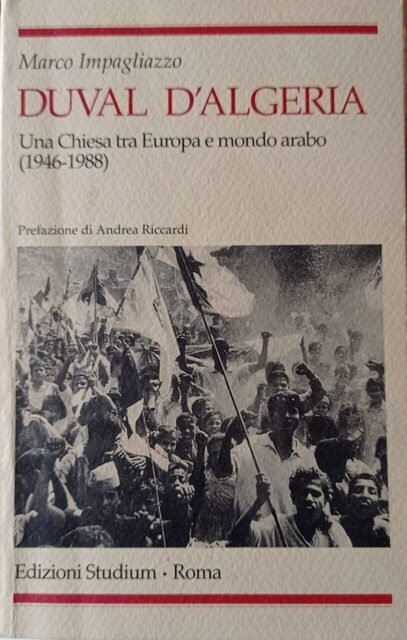 Marco Impagliazzo
DUVAL D'ALGERIA
Una Chiesa tra Europa e mondo arabo
(1946-1988)
Prefazione di Andrea Riccardi
Edizioni Studium · Roma